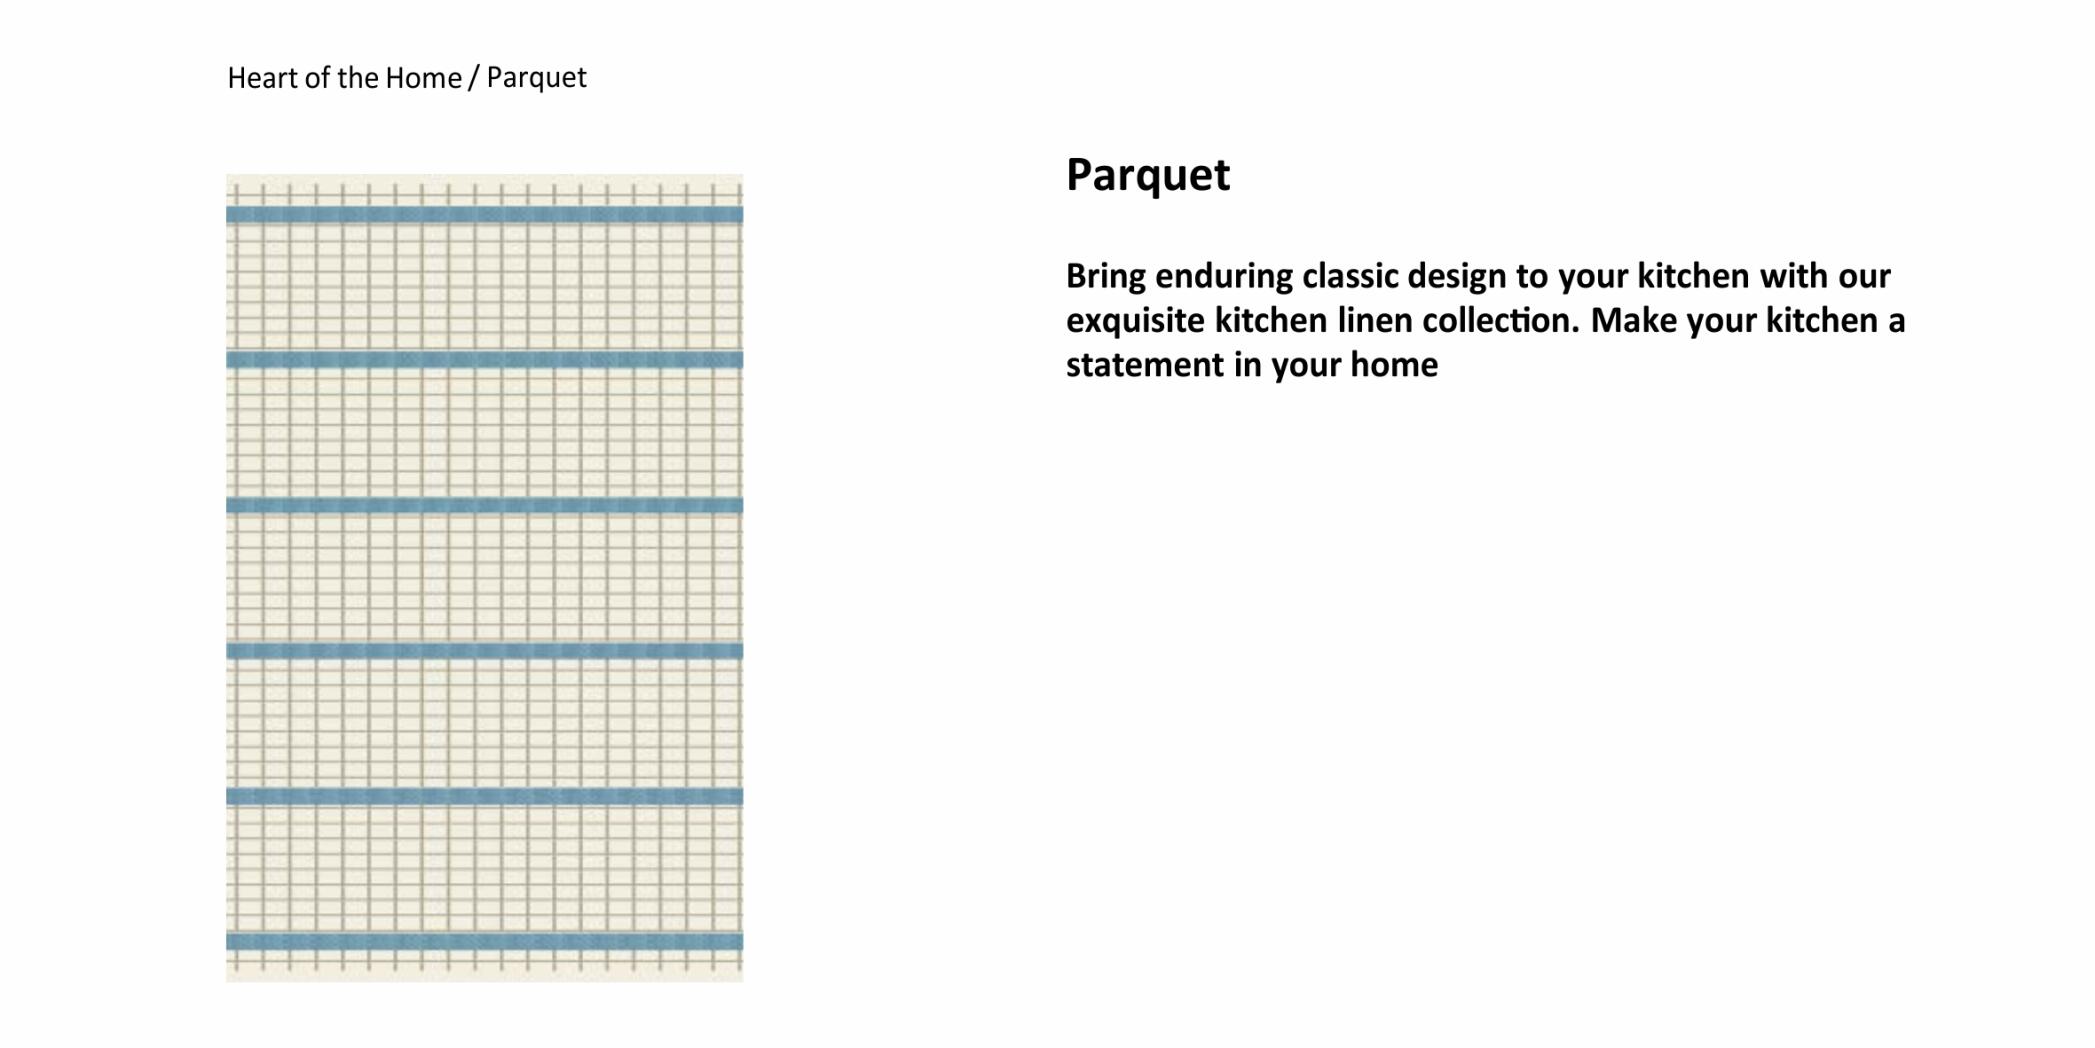 Heart of the Home / Parquet
Parquet
Bring enduring classic design to your kitchen with our
exquisite kitchen linen collection. Make your kitchen a
statement in your home